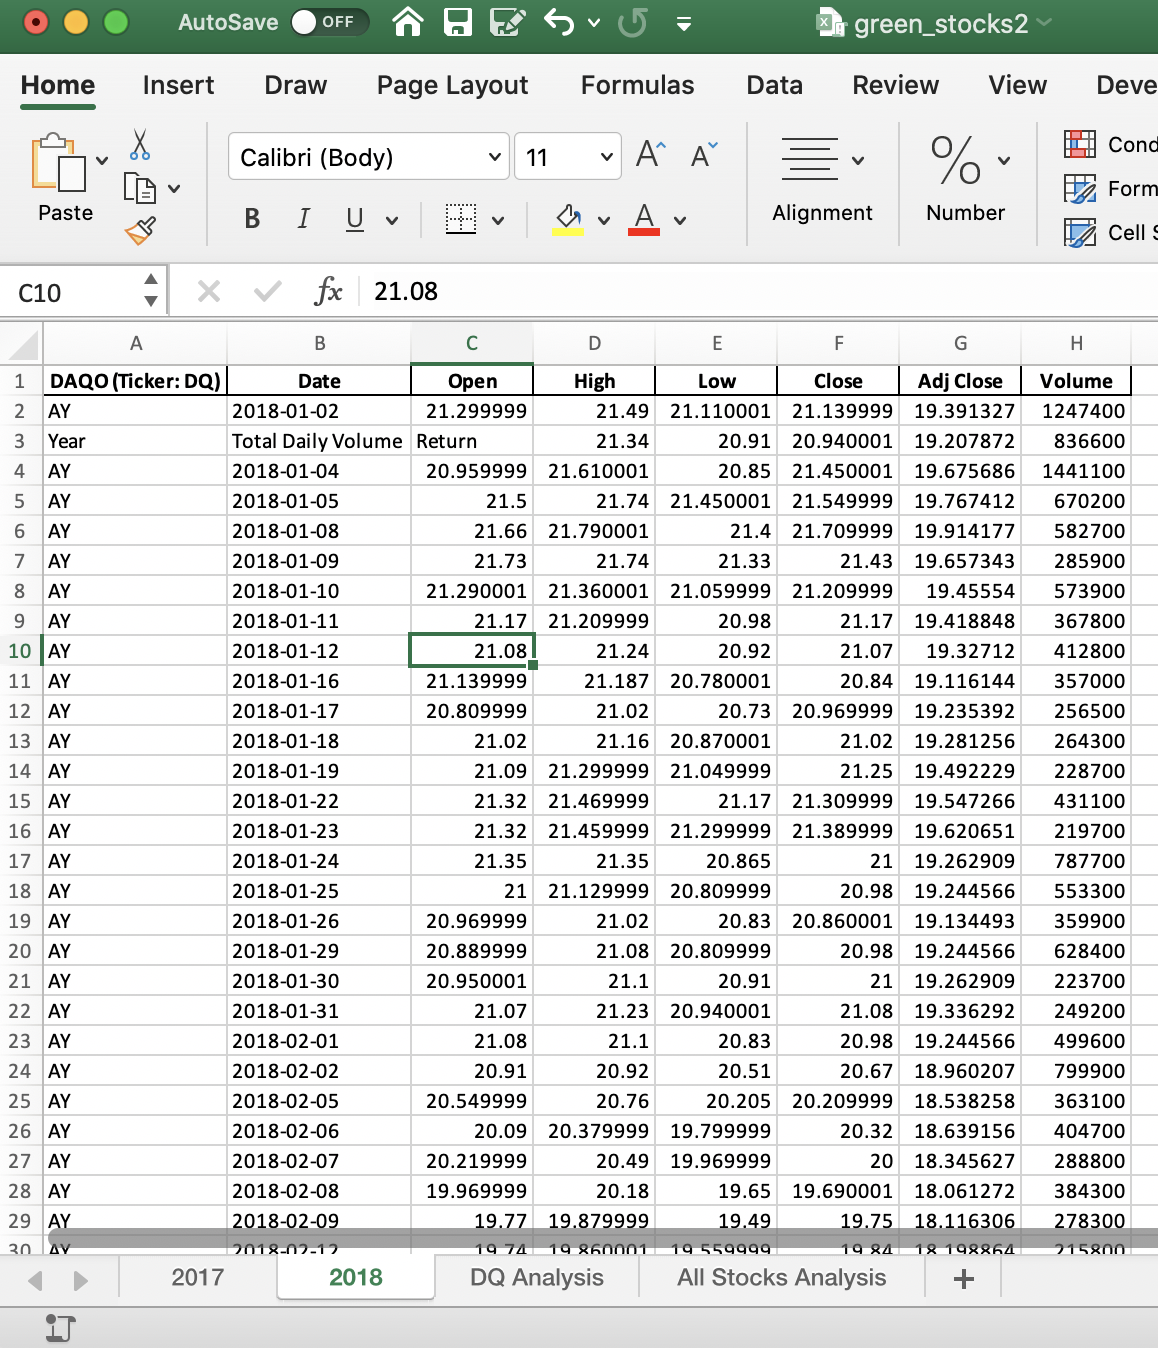 AutoSave OFF green_stocks2
Home Insert Draw Page Layout Formulas Data Review View Deve
Calibri (Body) 11 A A Cond
Paste B I U A Alignment % Number Form
Cell S
C10 fx 21.08
A B C D E F G H
1 DAQO (Ticker: DQ) Date Open High Low Close Adj Close Volume
2 AY 2018-01-02 21.299999 21.49 21.110001 21.139999 19.391327 1247400
3 Year Total Daily Volume Return 21.34 20.91 20.940001 19.207872 836600
4 AY 2018-01-04 20.959999 21.610001 20.85 21.450001 19.675686 1441100
5 AY 2018-01-05 21.5 21.74 21.450001 21.549999 19.767412 670200
6 AY 2018-01-08 21.66 21.790001 21.4 21.709999 19.914177 582700
7 AY 2018-01-09 21.73 21.74 21.33 21.43 19.657343 285900
8 AY 2018-01-10 21.290001 21.360001 21.059999 21.209999 19.45554 573900
9 AY 2018-01-11 21.17 21.209999 20.98 21.17 19.418848 367800
10 AY 2018-01-12 21.08 21.24 20.92 21.07 19.32712 412800
11 AY 2018-01-16 21.139999 21.187 20.780001 20.84 19.116144 357000
12 AY 2018-01-17 20.809999 21.02 20.73 20.969999 19.235392 256500
13 AY 2018-01-18 21.02 21.16 20.870001 21.02 19.281256 264300
14 AY 2018-01-19 21.09 21.299999 21.049999 21.25 19.492229 228700
15 AY 2018-01-22 21.32 21.469999 21.17 21.309999 19.547266 431100
16 AY 2018-01-23 21.32 21.459999 21.299999 21.389999 19.620651 219700
17 AY 2018-01-24 21.35 21.35 20.865 21 19.262909 787700
18 AY 2018-01-25 21 21.129999 20.809999 20.98 19.244566 553300
19 AY 2018-01-26 20.969999 21.02 20.83 20.860001 19.134493 359900
20 AY 2018-01-29 20.889999 21.08 20.809999 20.98 19.244566 628400
21 AY 2018-01-30 20.950001 21.1 20.91 21 19.262909 223700
22 AY 2018-01-31 21.07 21.23 20.940001 21.08 19.336292 249200
23 AY 2018-02-01 21.08 21.1 20.83 20.98 19.244566 499600
24 AY 2018-02-02 20.91 20.92 20.51 20.67 18.960207 799900
25 AY 2018-02-05 20.549999 20.76 20.205 20.209999 18.538258 363100
26 AY 2018-02-06 20.09 20.379999 19.799999 20.32 18.639156 404700
27 AY 2018-02-07 20.219999 20.49 19.969999 20 18.345627 288800
28 AY 2018-02-08 19.969999 20.18 19.65 19.690001 18.061272 384300
29 AY 2018-02-09 19.77 19.879999 19.49 19.75 18.116306 278300
30 AY 2018-02-12 19.74 19.860001 19.559999 19.84 18.198864 215800
2017 2018 DQ Analysis All Stocks Analysis +